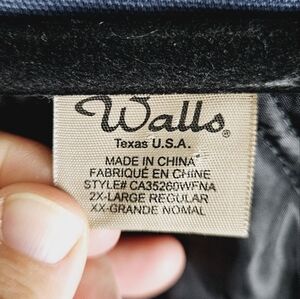 Walls®
Texas U.S.A.
MADE IN CHINA
FABRIQUÉ EN CHINE
STYLE# CA35260WFNA
2X-LARGE REGULAR
XX-GRANDE NOMAL